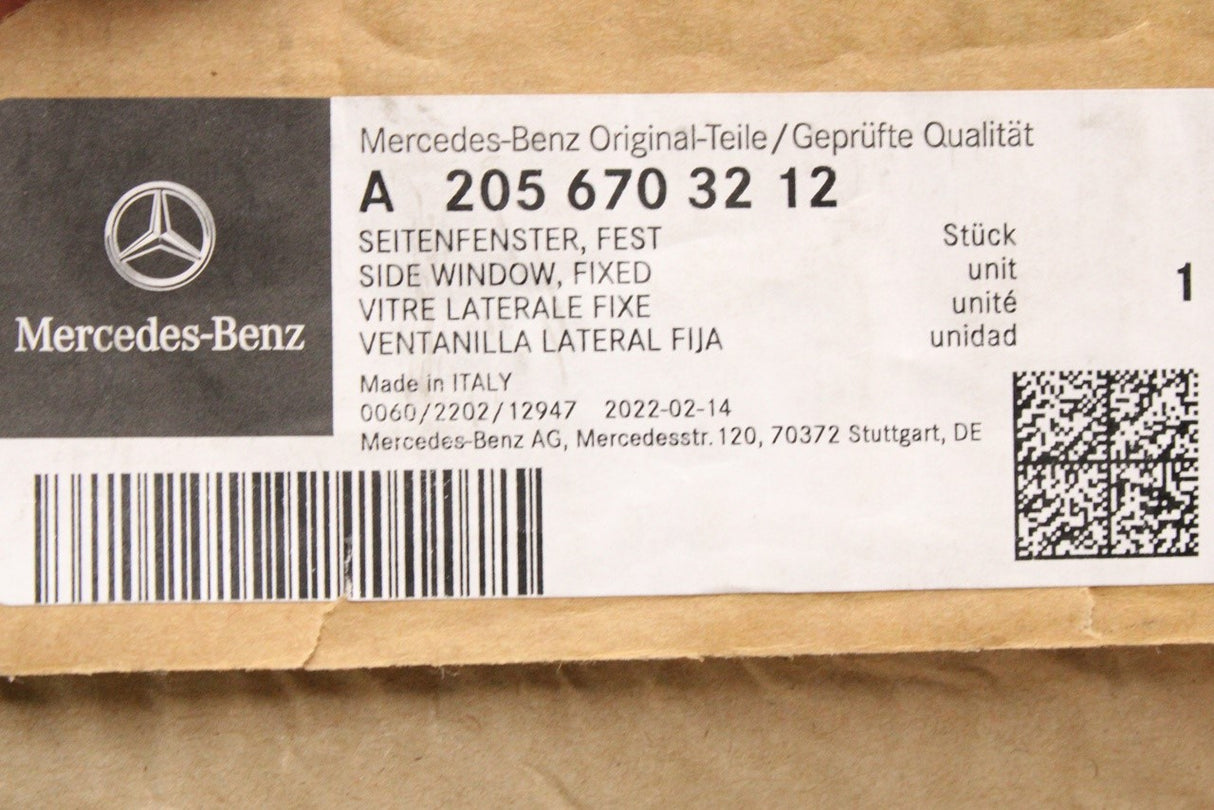 Mercedes-Benz
Mercedes-Benz Original-Teile/Geprüfte Qualität
A 205 670 32 12
SEITENFENSTER, FEST Stück
SIDE WINDOW, FIXED unit
VITRE LATERALE FIXE unité
VENTANILLA LATERAL FIJA unidad
1
Made in ITALY
0060/2202/12947 2022-02-14
Mercedes-Benz AG, Mercedesstr. 120, 70372 Stuttgart, DE